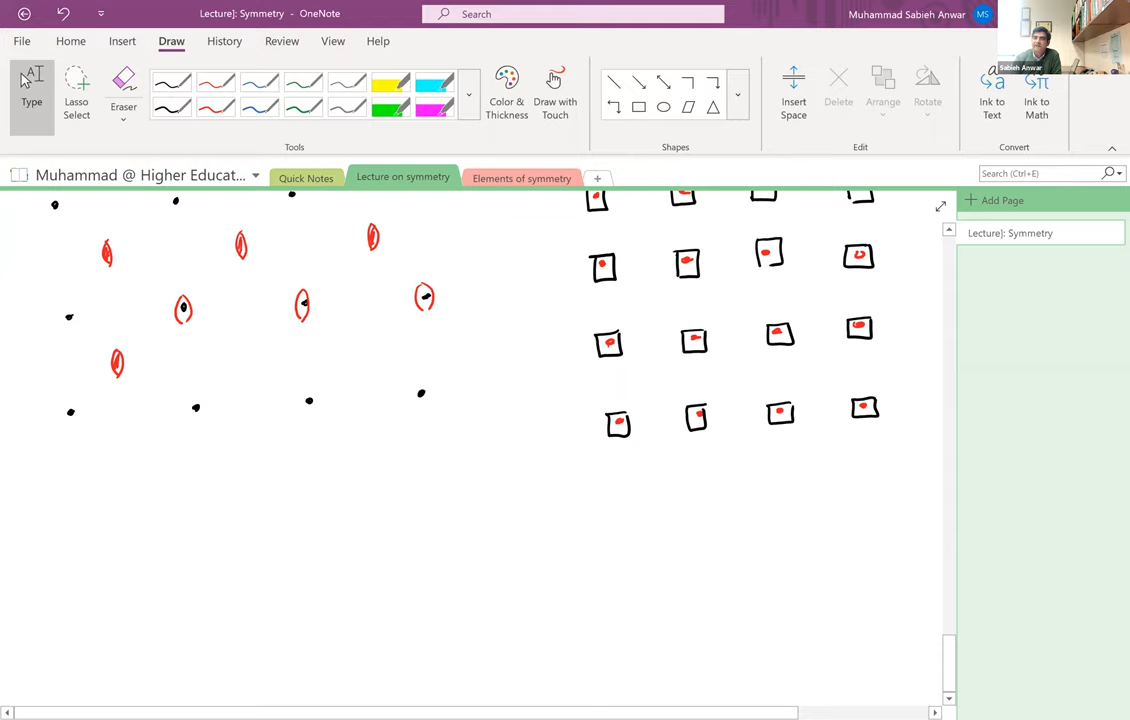 Lecture]: Symmetry - OneNote
Search
Muhammad Sabieh Anwar
MS
File Home Insert Draw History Review View Help
Sabieh Anwar
Type
Lasso Select
Eraser
Color & Thickness
Draw with Touch
Insert Space
Delete
Arrange
Rotate
Ink to Text
Ink to Math
Tools
Shapes
Edit
Convert
Muhammad @ Higher Educat...
Quick Notes
Lecture on symmetry
Elements of symmetry
Search (Ctrl+E)
Add Page
Lecture]: Symmetry